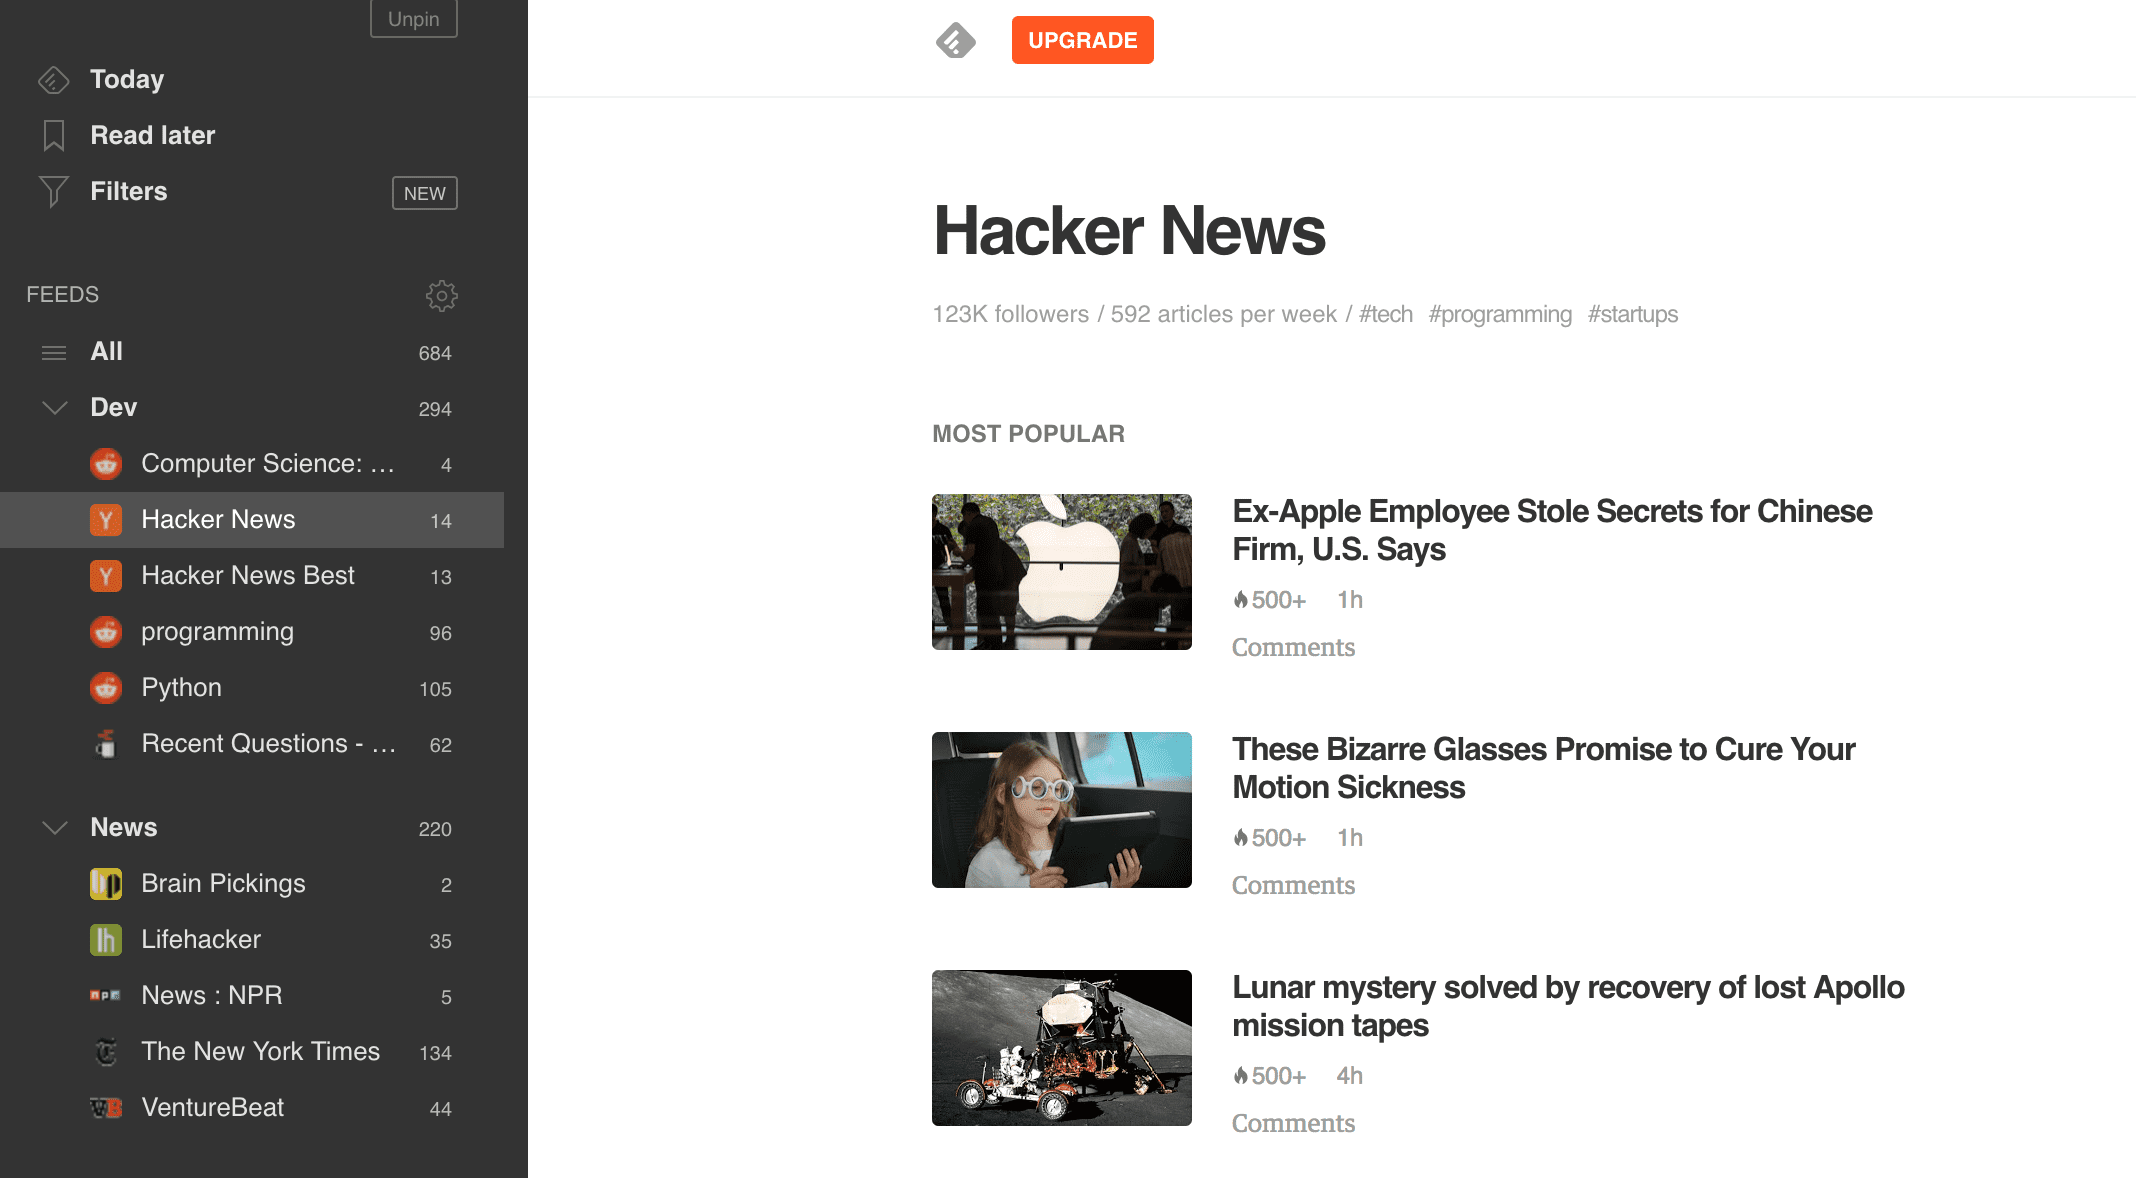 Unpin
Today
Read later
Filters
NEW
FEEDS
All 684
Dev 294
Computer Science: … 4
Hacker News 14
Hacker News Best 13
programming 96
Python 105
Recent Questions - … 62
News 220
Brain Pickings 2
Lifehacker 35
News : NPR 5
The New York Times 134
VentureBeat 44
UPGRADE
Hacker News
123K followers / 592 articles per week / #tech #programming #startups
MOST POPULAR
Ex-Apple Employee Stole Secrets for Chinese
Firm, U.S. Says
500+ 1h
Comments
These Bizarre Glasses Promise to Cure Your
Motion Sickness
500+ 1h
Comments
Lunar mystery solved by recovery of lost Apollo
mission tapes
500+ 4h
Comments